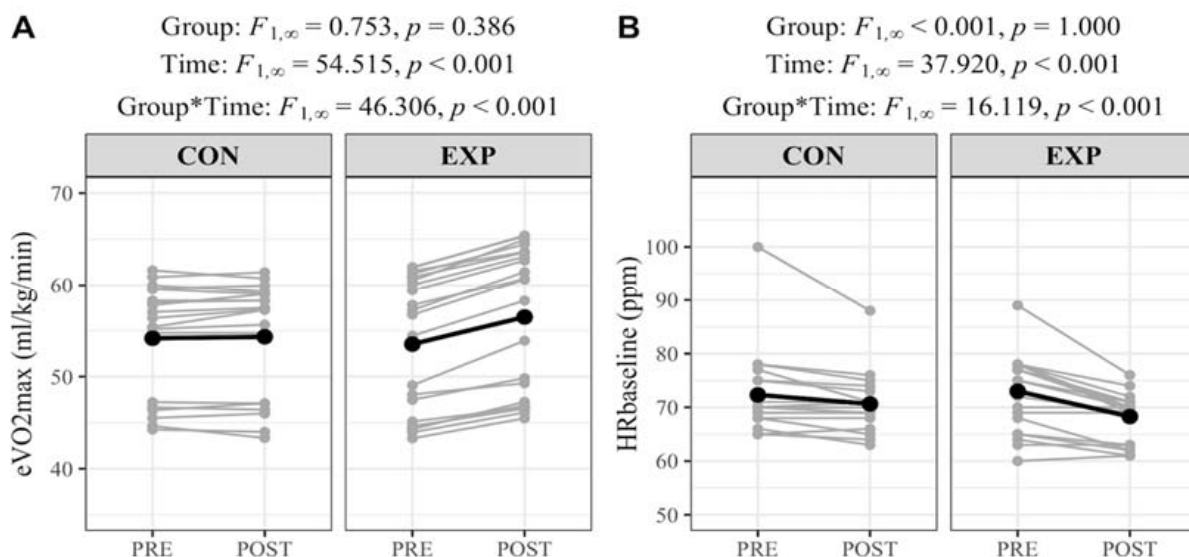 A
Group: F1,∞ = 0.753, p = 0.386
Time: F1,∞ = 54.515, p < 0.001
Group*Time: F1,∞ = 46.306, p < 0.001
CON
EXP
eVO2max (ml/kg/min)
70
60
50
40
PRE
POST
PRE
POST
B
Group: F1,∞ < 0.001, p = 1.000
Time: F1,∞ = 37.920, p < 0.001
Group*Time: F1,∞ = 16.119, p < 0.001
CON
EXP
HRbaseline (ppm)
100
90
80
70
60
50
PRE
POST
PRE
POST